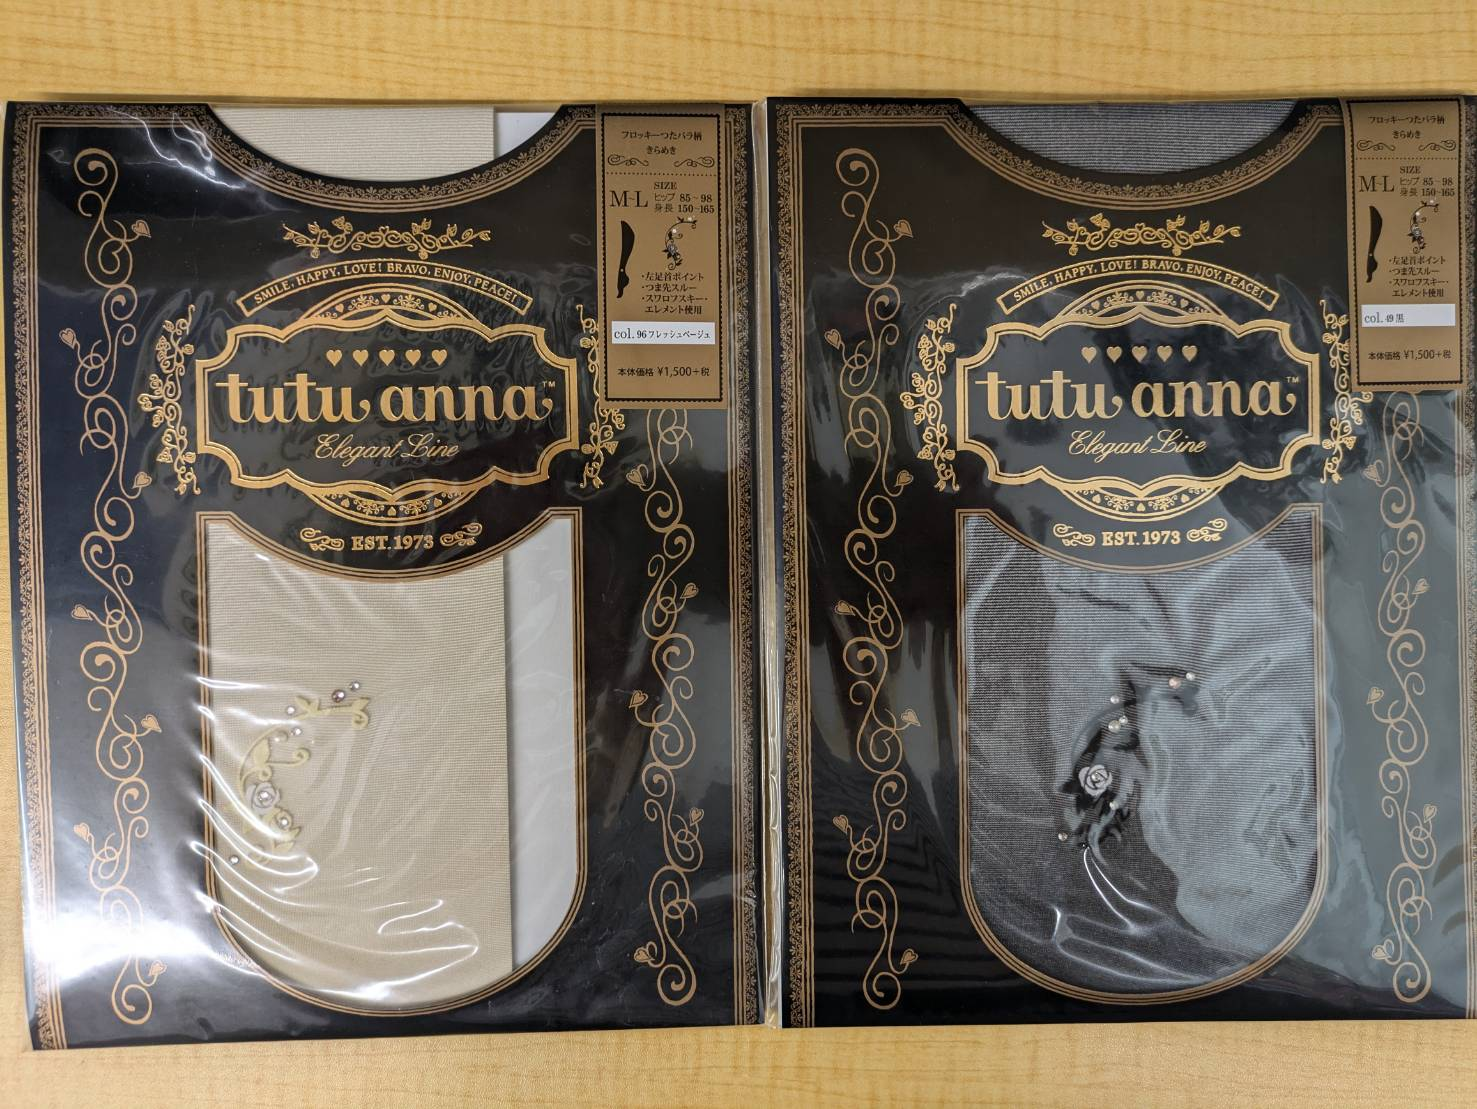 フロッキーつたバラ柄
きらめき
M~L
SIZE
ヒップ 85~98
身長 150~165
・左足首ポイント
・つま先スルー
・スワロフスキー・
エレメント使用
col. 96 フレッシュベージュ
本体価格 ¥1,500+税
SMILE, HAPPY, LOVE! BRAVO, ENJOY, PEACE!
tutu anna™
Elegant Line
EST.1973
フロッキーつたバラ柄
きらめき
M~L
SIZE
ヒップ 85~98
身長 150~165
・左足首ポイント
・つま先スルー
・スワロフスキー・
エレメント使用
col. 49 黒
本体価格 ¥1,500+税
SMILE, HAPPY, LOVE! BRAVO, ENJOY, PEACE!
tutu anna™
Elegant Line
EST.1973